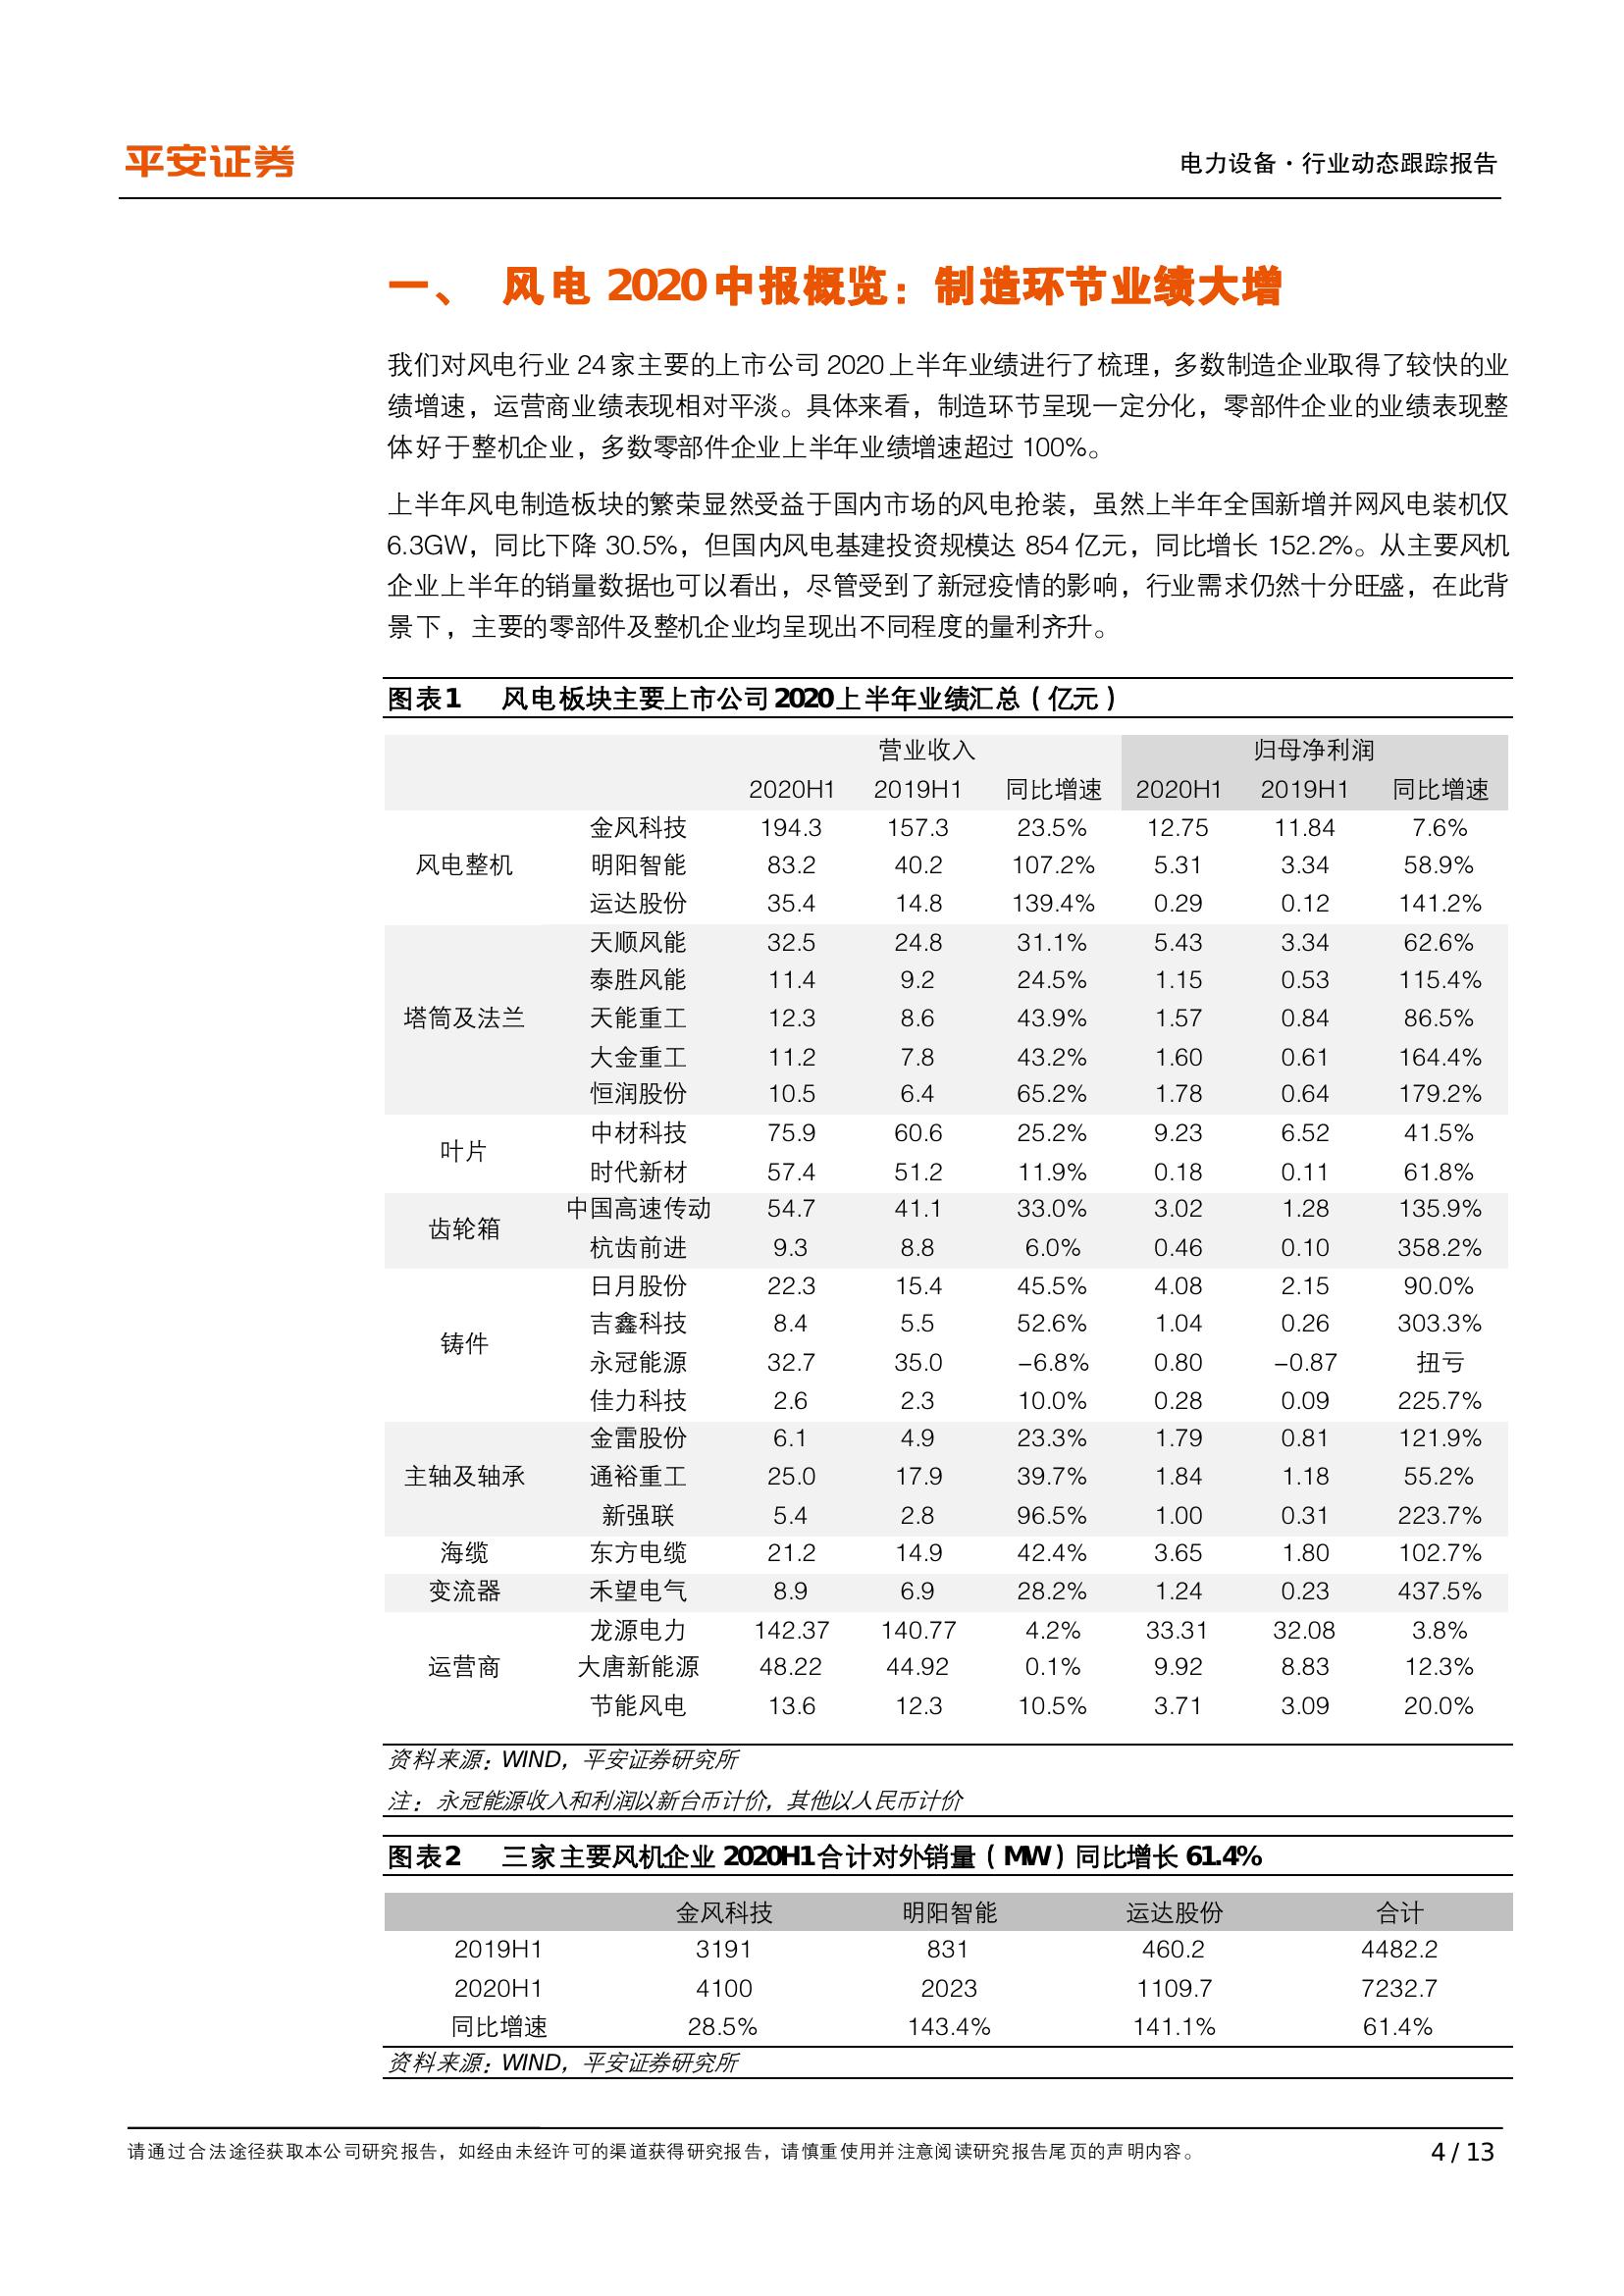 平安证券
电力设备·行业动态跟踪报告
一、 风电 2020 中报概览：制造环节业绩大增
我们对风电行业 24 家主要的上市公司 2020 上半年业绩进行了梳理，多数制造企业取得了较快的业
绩增速，运营商业绩表现相对平淡。具体来看，制造环节呈现一定分化，零部件企业的业绩表现整
体好于整机企业，多数零部件企业上半年业绩增速超过 100%。
上半年风电制造板块的繁荣显然受益于国内市场的风电抢装，虽然上半年全国新增并网风电装机仅
6.3GW，同比下降 30.5%，但国内风电基建投资规模达 854 亿元，同比增长 152.2%。从主要风机
企业上半年的销量数据也可以看出，尽管受到了新冠疫情的影响，行业需求仍然十分旺盛，在此背
景下，主要的零部件及整机企业均呈现出不同程度的量利齐升。
图表1 风电板块主要上市公司 2020 上半年业绩汇总（亿元）
营业收入 归母净利润
2020H1 2019H1 同比增速 2020H1 2019H1 同比增速
金风科技 194.3 157.3 23.5% 12.75 11.84 7.6%
风电整机 明阳智能 83.2 40.2 107.2% 5.31 3.34 58.9%
运达股份 35.4 14.8 139.4% 0.29 0.12 141.2%
天顺风能 32.5 24.8 31.1% 5.43 3.34 62.6%
泰胜风能 11.4 9.2 24.5% 1.15 0.53 115.4%
塔筒及法兰 天能重工 12.3 8.6 43.9% 1.57 0.84 86.5%
大金重工 11.2 7.8 43.2% 1.60 0.61 164.4%
恒润股份 10.5 6.4 65.2% 1.78 0.64 179.2%
叶片 中材科技 75.9 60.6 25.2% 9.23 6.52 41.5%
时代新材 57.4 51.2 11.9% 0.18 0.11 61.8%
齿轮箱 中国高速传动 54.7 41.1 33.0% 3.02 1.28 135.9%
杭齿前进 9.3 8.8 6.0% 0.46 0.10 358.2%
日月股份 22.3 15.4 45.5% 4.08 2.15 90.0%
铸件 吉鑫科技 8.4 5.5 52.6% 1.04 0.26 303.3%
永冠能源 32.7 35.0 -6.8% 0.80 -0.87 扭亏
佳力科技 2.6 2.3 10.0% 0.28 0.09 225.7%
金雷股份 6.1 4.9 23.3% 1.79 0.81 121.9%
主轴及轴承 通裕重工 25.0 17.9 39.7% 1.84 1.18 55.2%
新强联 5.4 2.8 96.5% 1.00 0.31 223.7%
海缆 东方电缆 21.2 14.9 42.4% 3.65 1.80 102.7%
变流器 禾望电气 8.9 6.9 28.2% 1.24 0.23 437.5%
龙源电力 142.37 140.77 4.2% 33.31 32.08 3.8%
运营商 大唐新能源 48.22 44.92 0.1% 9.92 8.83 12.3%
节能风电 13.6 12.3 10.5% 3.71 3.09 20.0%
资料来源：WIND，平安证券研究所
注：永冠能源收入和利润以新台币计价，其他以人民币计价
图表2 三家主要风机企业 2020H1 合计对外销量（MW）同比增长 61.4%
金风科技 明阳智能 运达股份 合计
2019H1 3191 831 460.2 4482.2
2020H1 4100 2023 1109.7 7232.7
同比增速 28.5% 143.4% 141.1% 61.4%
资料来源：WIND，平安证券研究所
请通过合法途径获取本公司研究报告，如经由未经许可的渠道获得研究报告，请慎重使用并注意阅读研究报告尾页的声明内容。 4 / 13